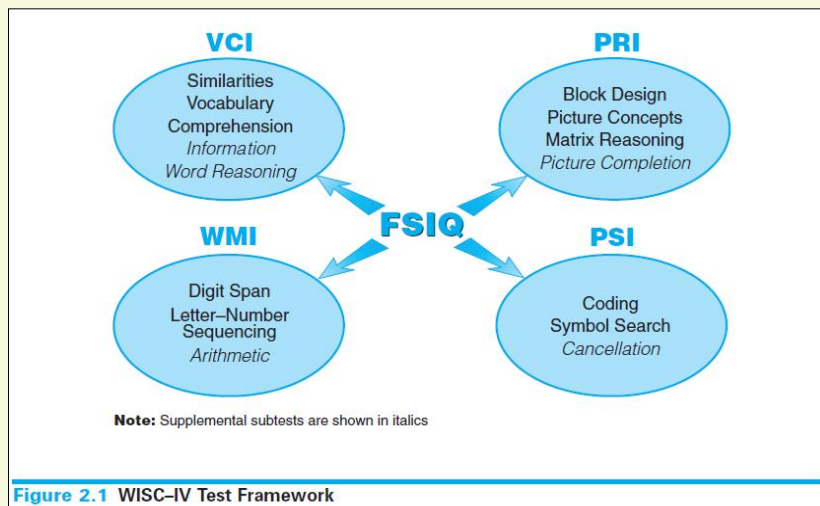 VCI
Similarities
Vocabulary
Comprehension
Information
Word Reasoning
PRI
Block Design
Picture Concepts
Matrix Reasoning
Picture Completion
FSIQ
WMI
Digit Span
Letter–Number
Sequencing
Arithmetic
PSI
Coding
Symbol Search
Cancellation
Note: Supplemental subtests are shown in italics
Figure 2.1 WISC–IV Test Framework